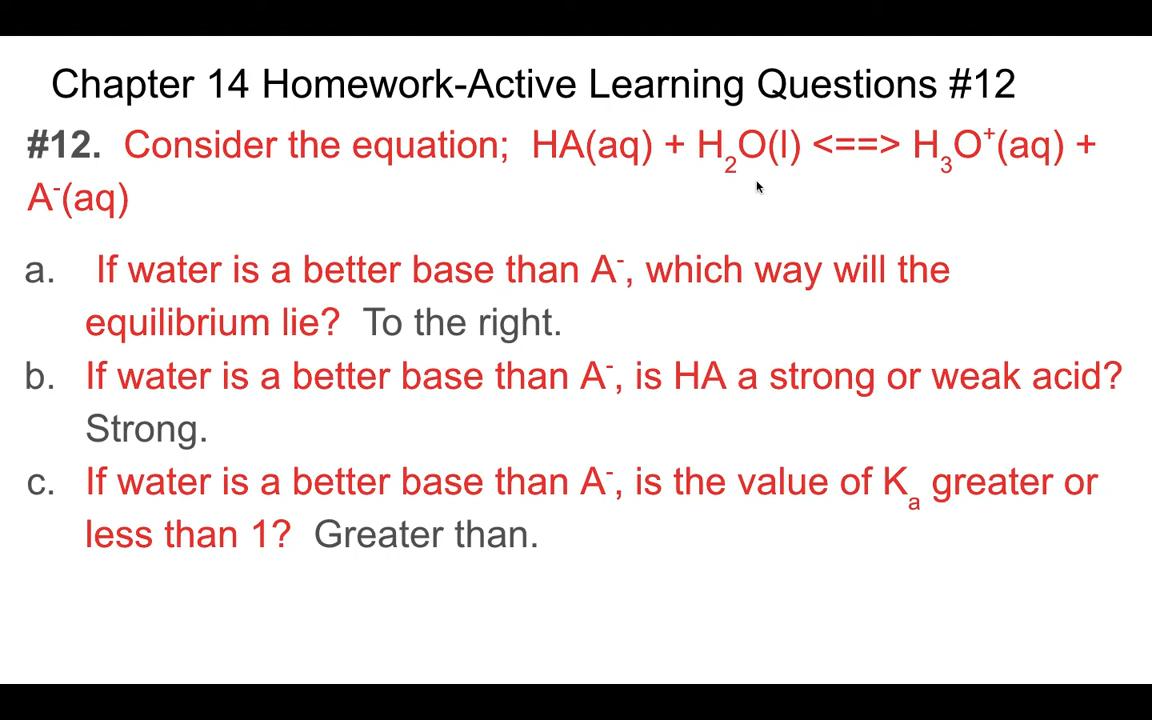 Chapter 14 Homework-Active Learning Questions #12
#12. Consider the equation; HA(aq) + H₂O(l) <==> H₃O⁺(aq) +
A⁻(aq)
a. If water is a better base than A⁻, which way will the
equilibrium lie? To the right.
b. If water is a better base than A⁻, is HA a strong or weak acid?
Strong.
c. If water is a better base than A⁻, is the value of Kₐ greater or
less than 1? Greater than.